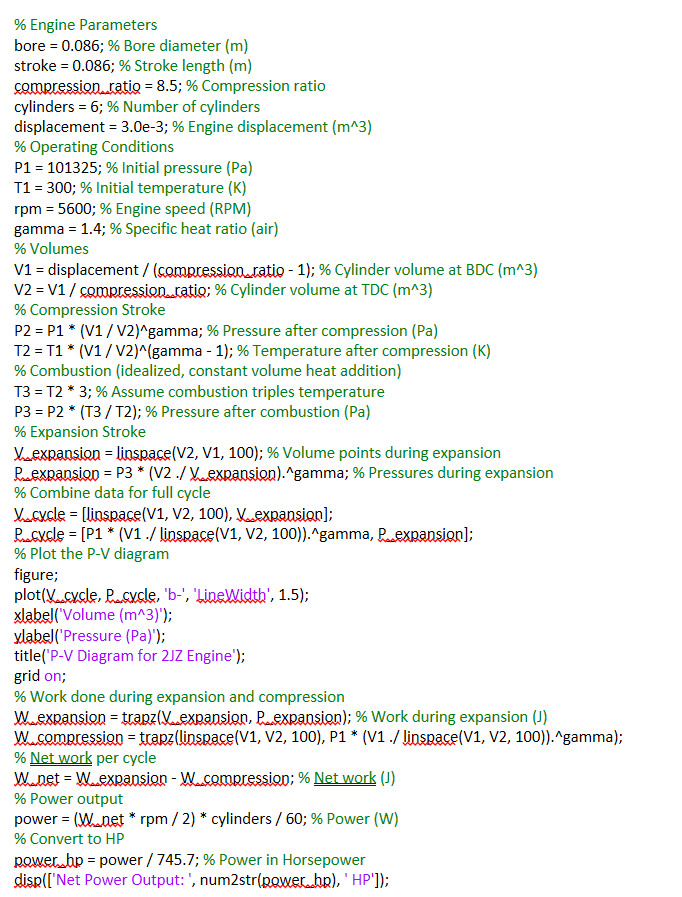 % Engine Parameters
bore = 0.086; % Bore diameter (m)
stroke = 0.086; % Stroke length (m)
compression_ratio = 8.5; % Compression ratio
cylinders = 6; % Number of cylinders
displacement = 3.0e-3; % Engine displacement (m^3)
% Operating Conditions
P1 = 101325; % Initial pressure (Pa)
T1 = 300; % Initial temperature (K)
rpm = 5600; % Engine speed (RPM)
gamma = 1.4; % Specific heat ratio (air)
% Volumes
V1 = displacement / (compression_ratio - 1); % Cylinder volume at BDC (m^3)
V2 = V1 / compression_ratio; % Cylinder volume at TDC (m^3)
% Compression Stroke
P2 = P1 * (V1 / V2)^gamma; % Pressure after compression (Pa)
T2 = T1 * (V1 / V2)^(gamma - 1); % Temperature after compression (K)
% Combustion (idealized, constant volume heat addition)
T3 = T2 * 3; % Assume combustion triples temperature
P3 = P2 * (T3 / T2); % Pressure after combustion (Pa)
% Expansion Stroke
V_expansion = linspace(V2, V1, 100); % Volume points during expansion
P_expansion = P3 * (V2 ./ V_expansion).^gamma; % Pressures during expansion
% Combine data for full cycle
V_cycle = [linspace(V1, V2, 100), V_expansion];
P_cycle = [P1 * (V1 ./ linspace(V1, V2, 100)).^gamma, P_expansion];
% Plot the P-V diagram
figure;
plot(V_cycle, P_cycle, 'b-', 'LineWidth', 1.5);
xlabel('Volume (m^3)');
ylabel('Pressure (Pa)');
title('P-V Diagram for 2JZ Engine');
grid on;
% Work done during expansion and compression
W_expansion = trapz(V_expansion, P_expansion); % Work during expansion (J)
W_compression = trapz(linspace(V1, V2, 100), P1 * (V1 ./ linspace(V1, V2, 100)).^gamma);
% Net work per cycle
W_net = W_expansion - W_compression; % Net work (J)
% Power output
power = (W_net * rpm / 2) * cylinders / 60; % Power (W)
% Convert to HP
power_hp = power / 745.7; % Power in Horsepower
disp(['Net Power Output: ', num2str(power_hp), ' HP']);